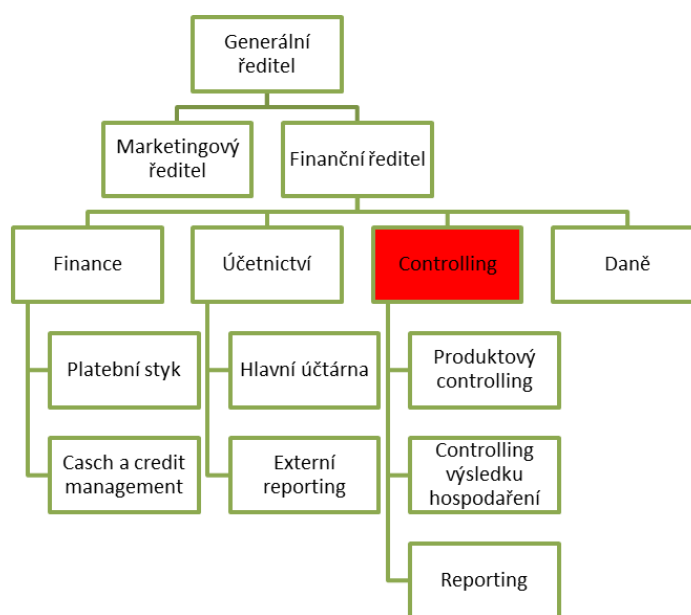 Generální
ředitel
Marketingový
ředitel
Finanční ředitel
Finance
Účetnictví
Controlling
Daně
Platební styk
Hlavní účtárna
Produktový
controlling
Casch a credit
management
Externí
reporting
Controlling
výsledku
hospodaření
Reporting